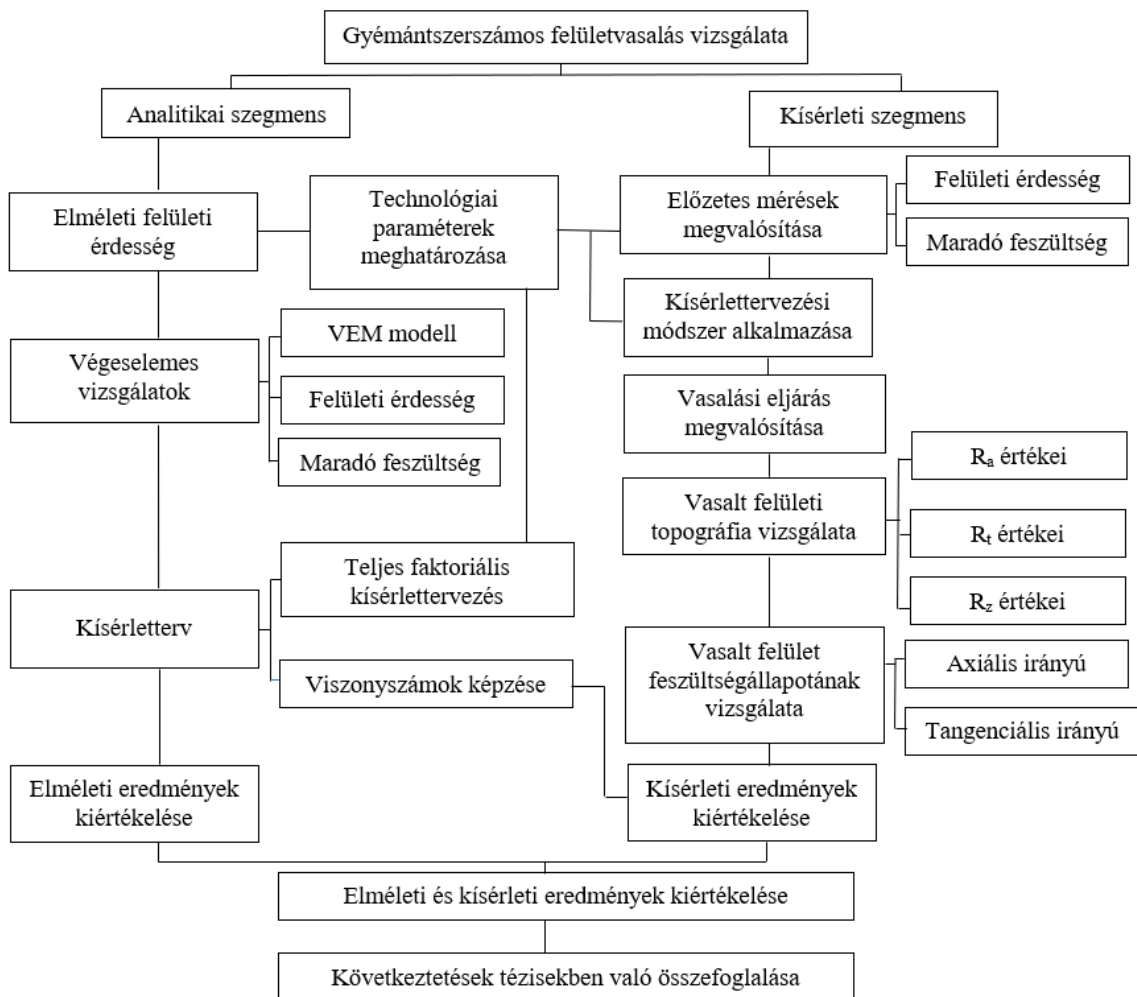 Gyémántszerszámos felületvasalás vizsgálata
Analitikai szegmens
Kísérleti szegmens
Elméleti felületi
érdesség
Technológiai
paraméterek
meghatározása
Előzetes mérések
megvalósítása
Felületi érdesség
Maradó feszültség
Kísérlettervezési
módszer alkalmazása
Végeselemes
vizsgálatok
VEM modell
Felületi érdesség
Maradó feszültség
Vasalási eljárás
megvalósítása
Vasalt felületi
topográfia vizsgálata
Rₐ értékei
Rₜ értékei
R_z értékei
Kísérletterv
Teljes faktoriális
kísérlettervezés
Viszonyszámok képzése
Vasalt felület
feszültségállapotának
vizsgálata
Axiális irányú
Tangenciális irányú
Elméleti eredmények
kiértékelése
Kísérleti eredmények
kiértékelése
Elméleti és kísérleti eredmények kiértékelése
Következtetések tézisekben való összefoglalása